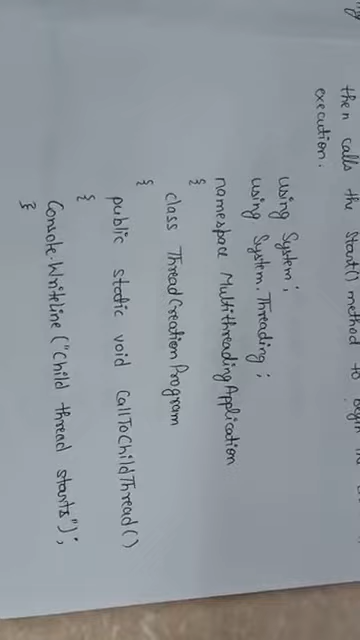 then calls the Start() method to begin
execution.
using System;
using System.Threading;
namespace MultithreadingApplication
{
class ThreadCreationProgram
{
public static void CallToChildThread()
{
Console.WriteLine("Child thread starts");
}